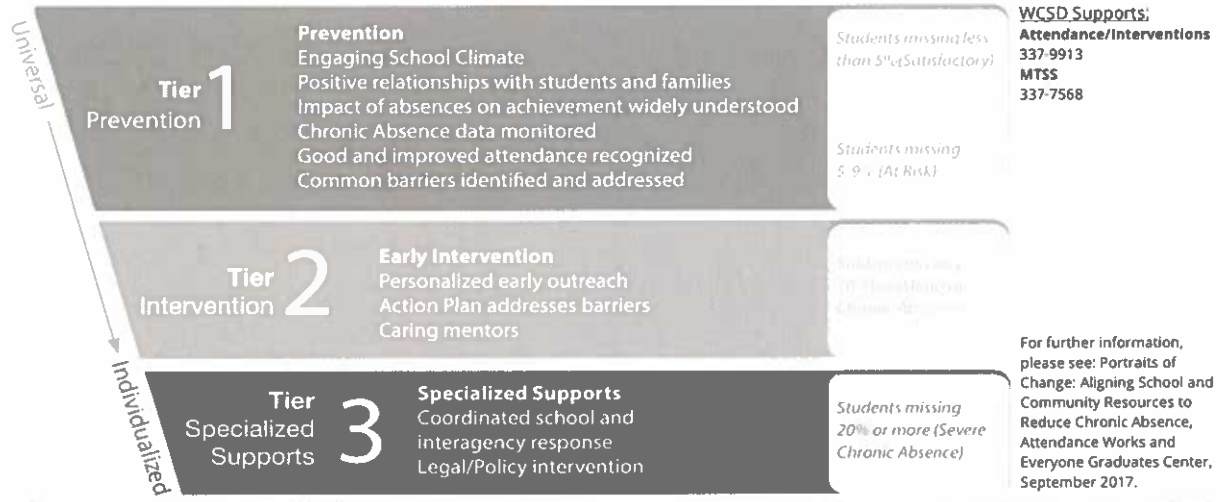 Universal
Individualized
Tier 1
Prevention
Prevention
Engaging School Climate
Positive relationships with students and families
Impact of absences on achievement widely understood
Chronic Absence data monitored
Good and improved attendance recognized
Common barriers identified and addressed
Students missing less
than 5% (Satisfactory)
Students missing
5-9% (At Risk)
Tier 2
Intervention
Early Intervention
Personalized early outreach
Action Plan addresses barriers
Caring mentors
Tier 3
Specialized
Supports
Specialized Supports
Coordinated school and
interagency response
Legal/Policy intervention
Students missing
20% or more (Severe
Chronic Absence)
WCSD Supports:
Attendance/Interventions
337-9913
MTSS
337-7568
For further information,
please see: Portraits of
Change: Aligning School and
Community Resources to
Reduce Chronic Absence,
Attendance Works and
Everyone Graduates Center,
September 2017.